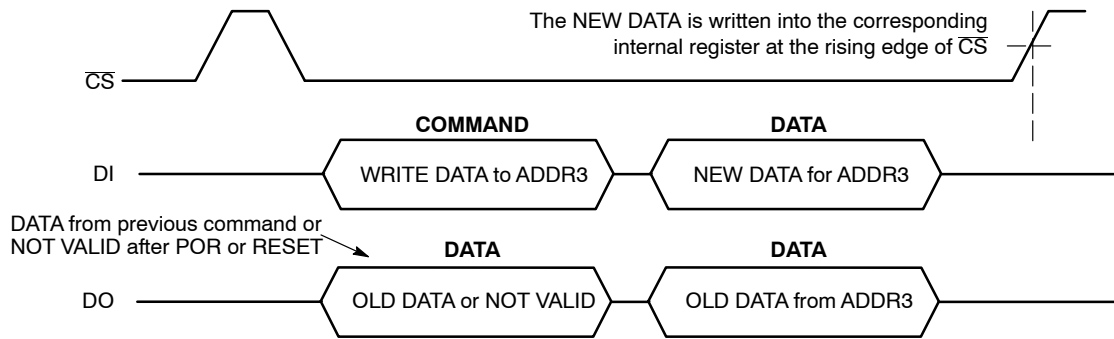 The NEW DATA is written into the corresponding
internal register at the rising edge of C̅S̅
C̅S̅
COMMAND
DATA
DI
WRITE DATA to ADDR3
NEW DATA for ADDR3
DATA from previous command or
NOT VALID after POR or RESET
DATA
DATA
DO
OLD DATA or NOT VALID
OLD DATA from ADDR3